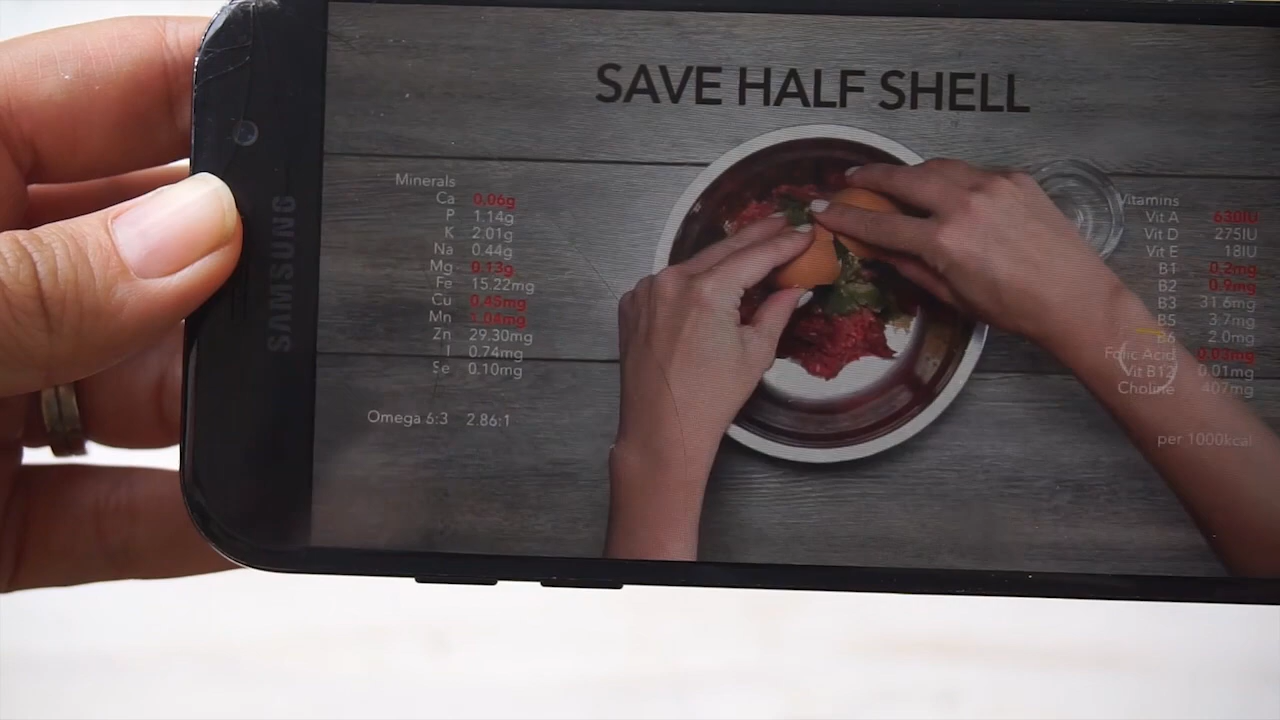 SAMSUNG
SAVE HALF SHELL
Minerals
Ca 0.06g
P 1.14g
K 2.01g
Na 0.44g
Mg 0.13g
Fe 15.22mg
Cu 0.45mg
Mn 1.04mg
Zn 29.30mg
I 0.74mg
Se 0.10mg
Omega 6:3 2.86:1
Vitamins
Vit A 630IU
Vit D 275IU
Vit E 18IU
B1 0.2mg
B2 0.9mg
B3 31.6mg
B5 3.7mg
B6 2.0mg
Folic Acid 0.03mg
Vit B12 0.01mg
Choline 407mg
per 1000kcal